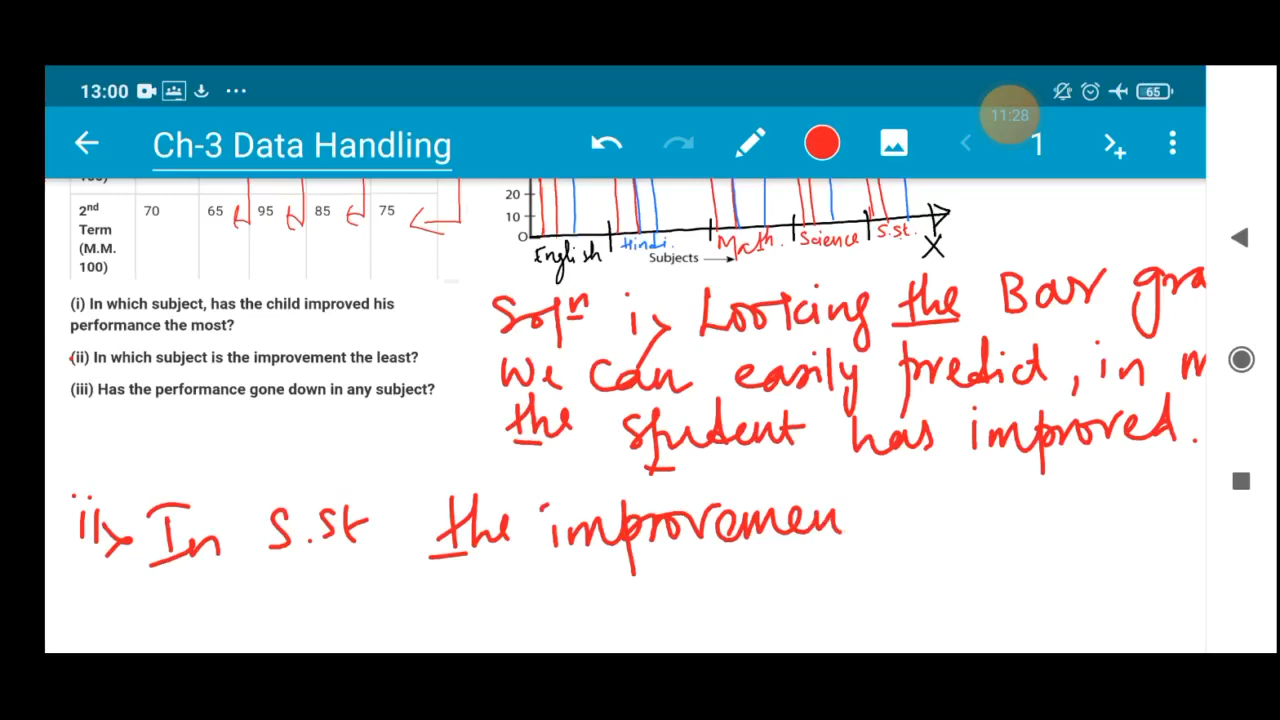 13:00 ...
65
11:28
Ch-3 Data Handling
1
20
10
0
2nd
Term
(M.M.
100)
70 65 95 85 75
English Hindi. Math. Science S.St.
Subjects
X
(i) In which subject, has the child improved his
performance the most?
(ii) In which subject is the improvement the least?
(iii) Has the performance gone down in any subject?
Solⁿ i> Looking the Bar gra
we can easily predict, in m
the student has improved.
ii> In S.St the improvemen